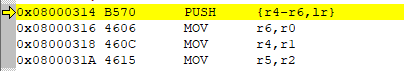 0x08000314 B570 PUSH {r4-r6,lr}
0x08000316 4606 MOV r6,r0
0x08000318 460C MOV r4,r1
0x0800031A 4615 MOV r5,r2